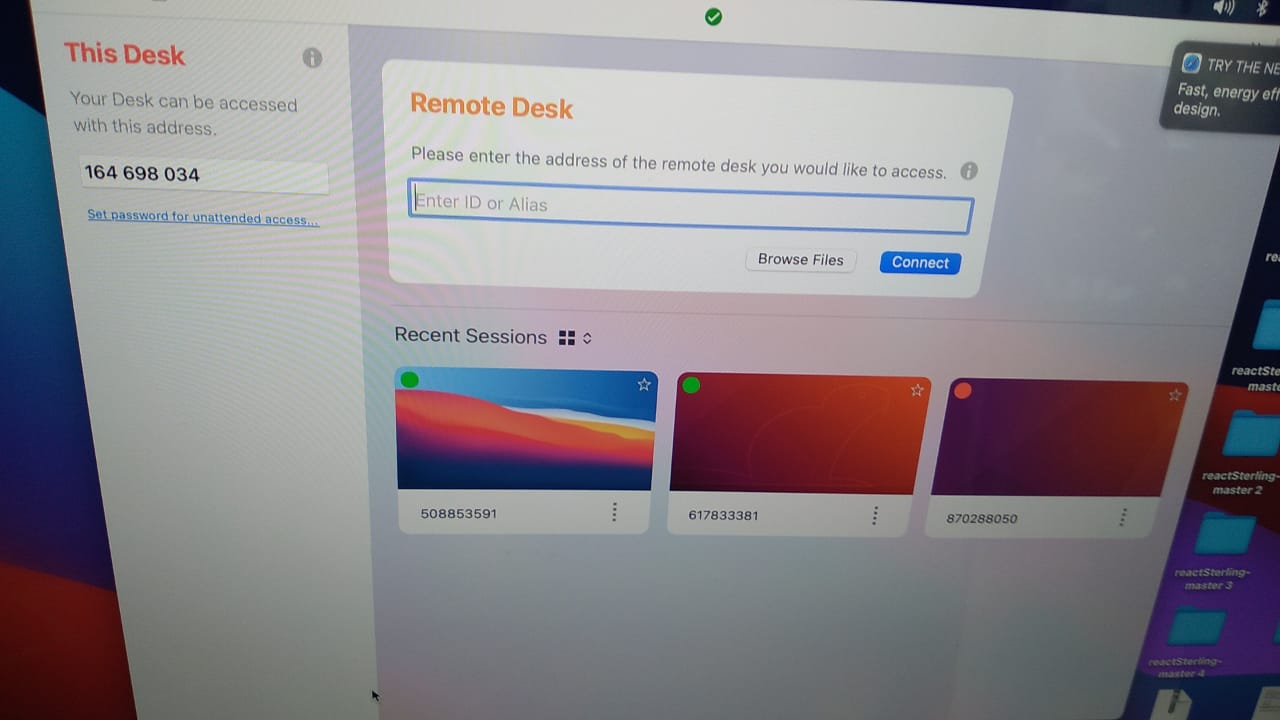 This Desk
Your Desk can be accessed
with this address.
164 698 034
Set password for unattended access...
Remote Desk
Please enter the address of the remote desk you would like to access.
Enter ID or Alias
Browse Files
Connect
Recent Sessions
508853591
617833381
870288050
TRY THE NE
Fast, energy eff
design.
re
reactSte
maste
reactSterling-
master 2
reactSterling-
master 3
reactSterling-
master 4